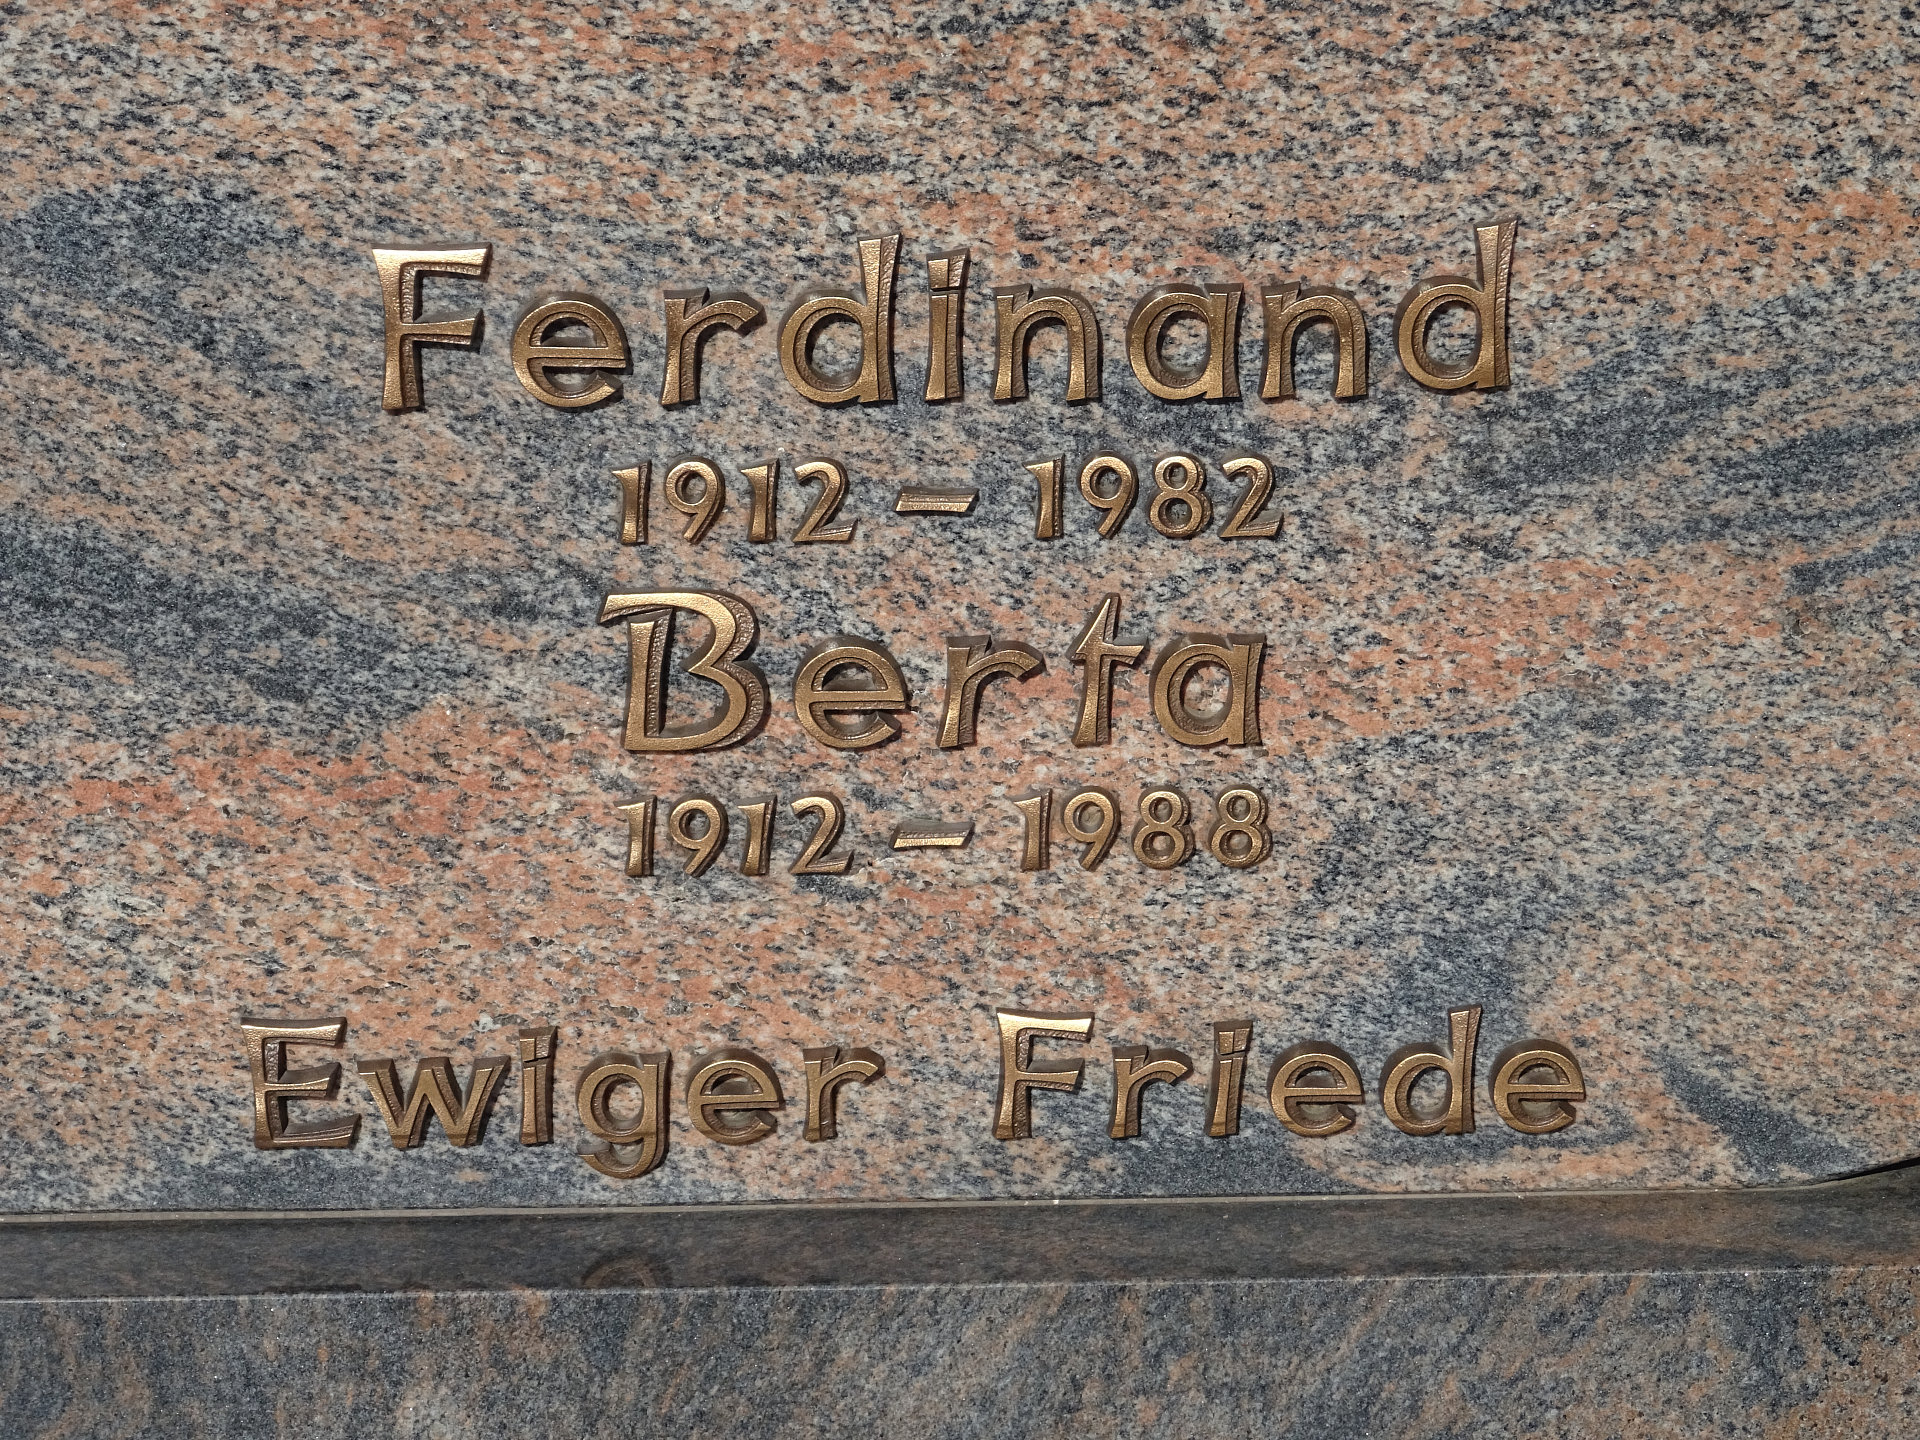 Ferdinand
1912 – 1982
Berta
1912 – 1988
Ewiger Friede